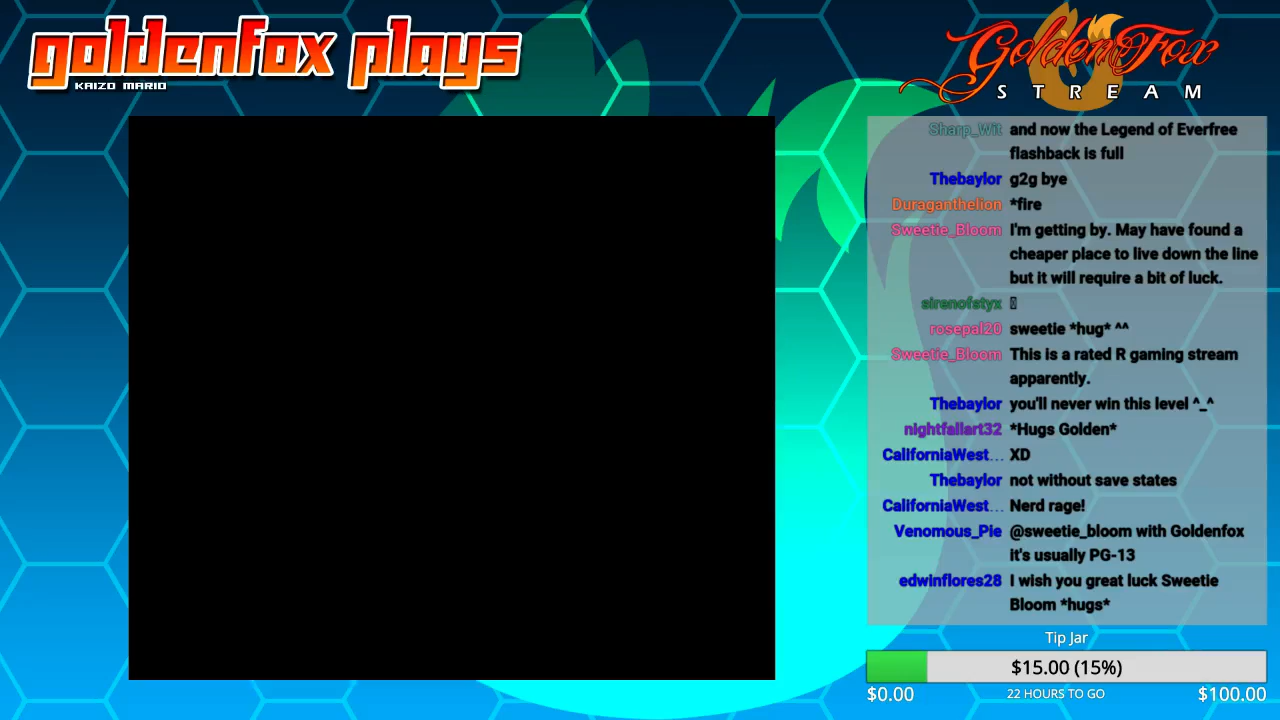 goldenfox plays
KAIZO MARIO
GoldenFox
STREAM
Sharp_Wit and now the Legend of Everfree
flashback is full
Thebaylor g2g bye
Duraganthelion *fire
Sweetie_Bloom I'm getting by. May have found a
cheaper place to live down the line
but it will require a bit of luck.
sirenofstyx
rosepal20 sweetie *hug* ^^
Sweetie_Bloom This is a rated R gaming stream
apparently.
Thebaylor you'll never win this level ^_^
nightfallart32 *Hugs Golden*
CaliforniaWest... XD
Thebaylor not without save states
CaliforniaWest... Nerd rage!
Venomous_Pie @sweetie_bloom with Goldenfox
it's usually PG-13
edwinflores28 I wish you great luck Sweetie
Bloom *hugs*
Tip Jar
$15.00 (15%)
$0.00 22 HOURS TO GO $100.00